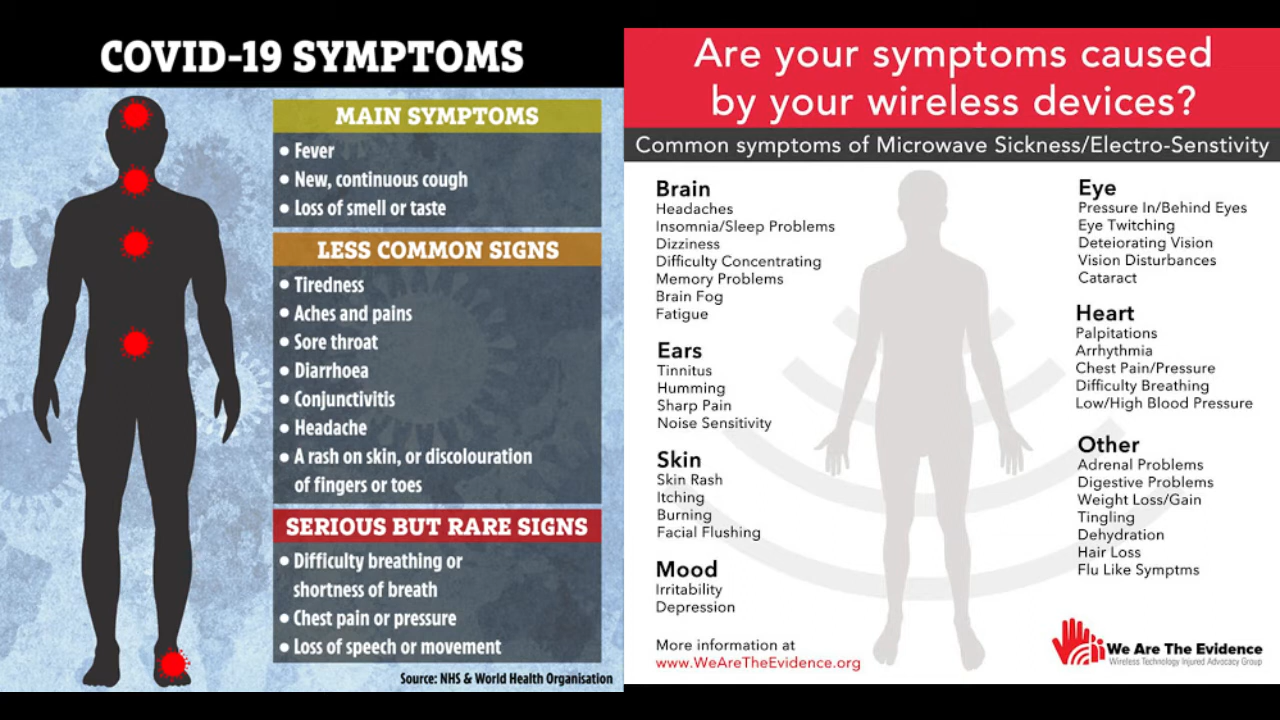 COVID-19 SYMPTOMS
MAIN SYMPTOMS
• Fever
• New, continuous cough
• Loss of smell or taste
LESS COMMON SIGNS
• Tiredness
• Aches and pains
• Sore throat
• Diarrhoea
• Conjunctivitis
• Headache
• A rash on skin, or discolouration
of fingers or toes
SERIOUS BUT RARE SIGNS
• Difficulty breathing or
shortness of breath
• Chest pain or pressure
• Loss of speech or movement
Source: NHS & World Health Organisation
Are your symptoms caused
by your wireless devices?
Common symptoms of Microwave Sickness/Electro-Senstivity
Brain
Headaches
Insomnia/Sleep Problems
Dizziness
Difficulty Concentrating
Memory Problems
Brain Fog
Fatigue
Ears
Tinnitus
Humming
Sharp Pain
Noise Sensitivity
Skin
Skin Rash
Itching
Burning
Facial Flushing
Mood
Irritability
Depression
More information at
www.WeAreTheEvidence.org
Eye
Pressure In/Behind Eyes
Eye Twitching
Deteiorating Vision
Vision Disturbances
Cataract
Heart
Palpitations
Arrhythmia
Chest Pain/Pressure
Difficulty Breathing
Low/High Blood Pressure
Other
Adrenal Problems
Digestive Problems
Weight Loss/Gain
Tingling
Dehydration
Hair Loss
Flu Like Symptms
We Are The Evidence
Wireless Technology Injured Advocacy Group